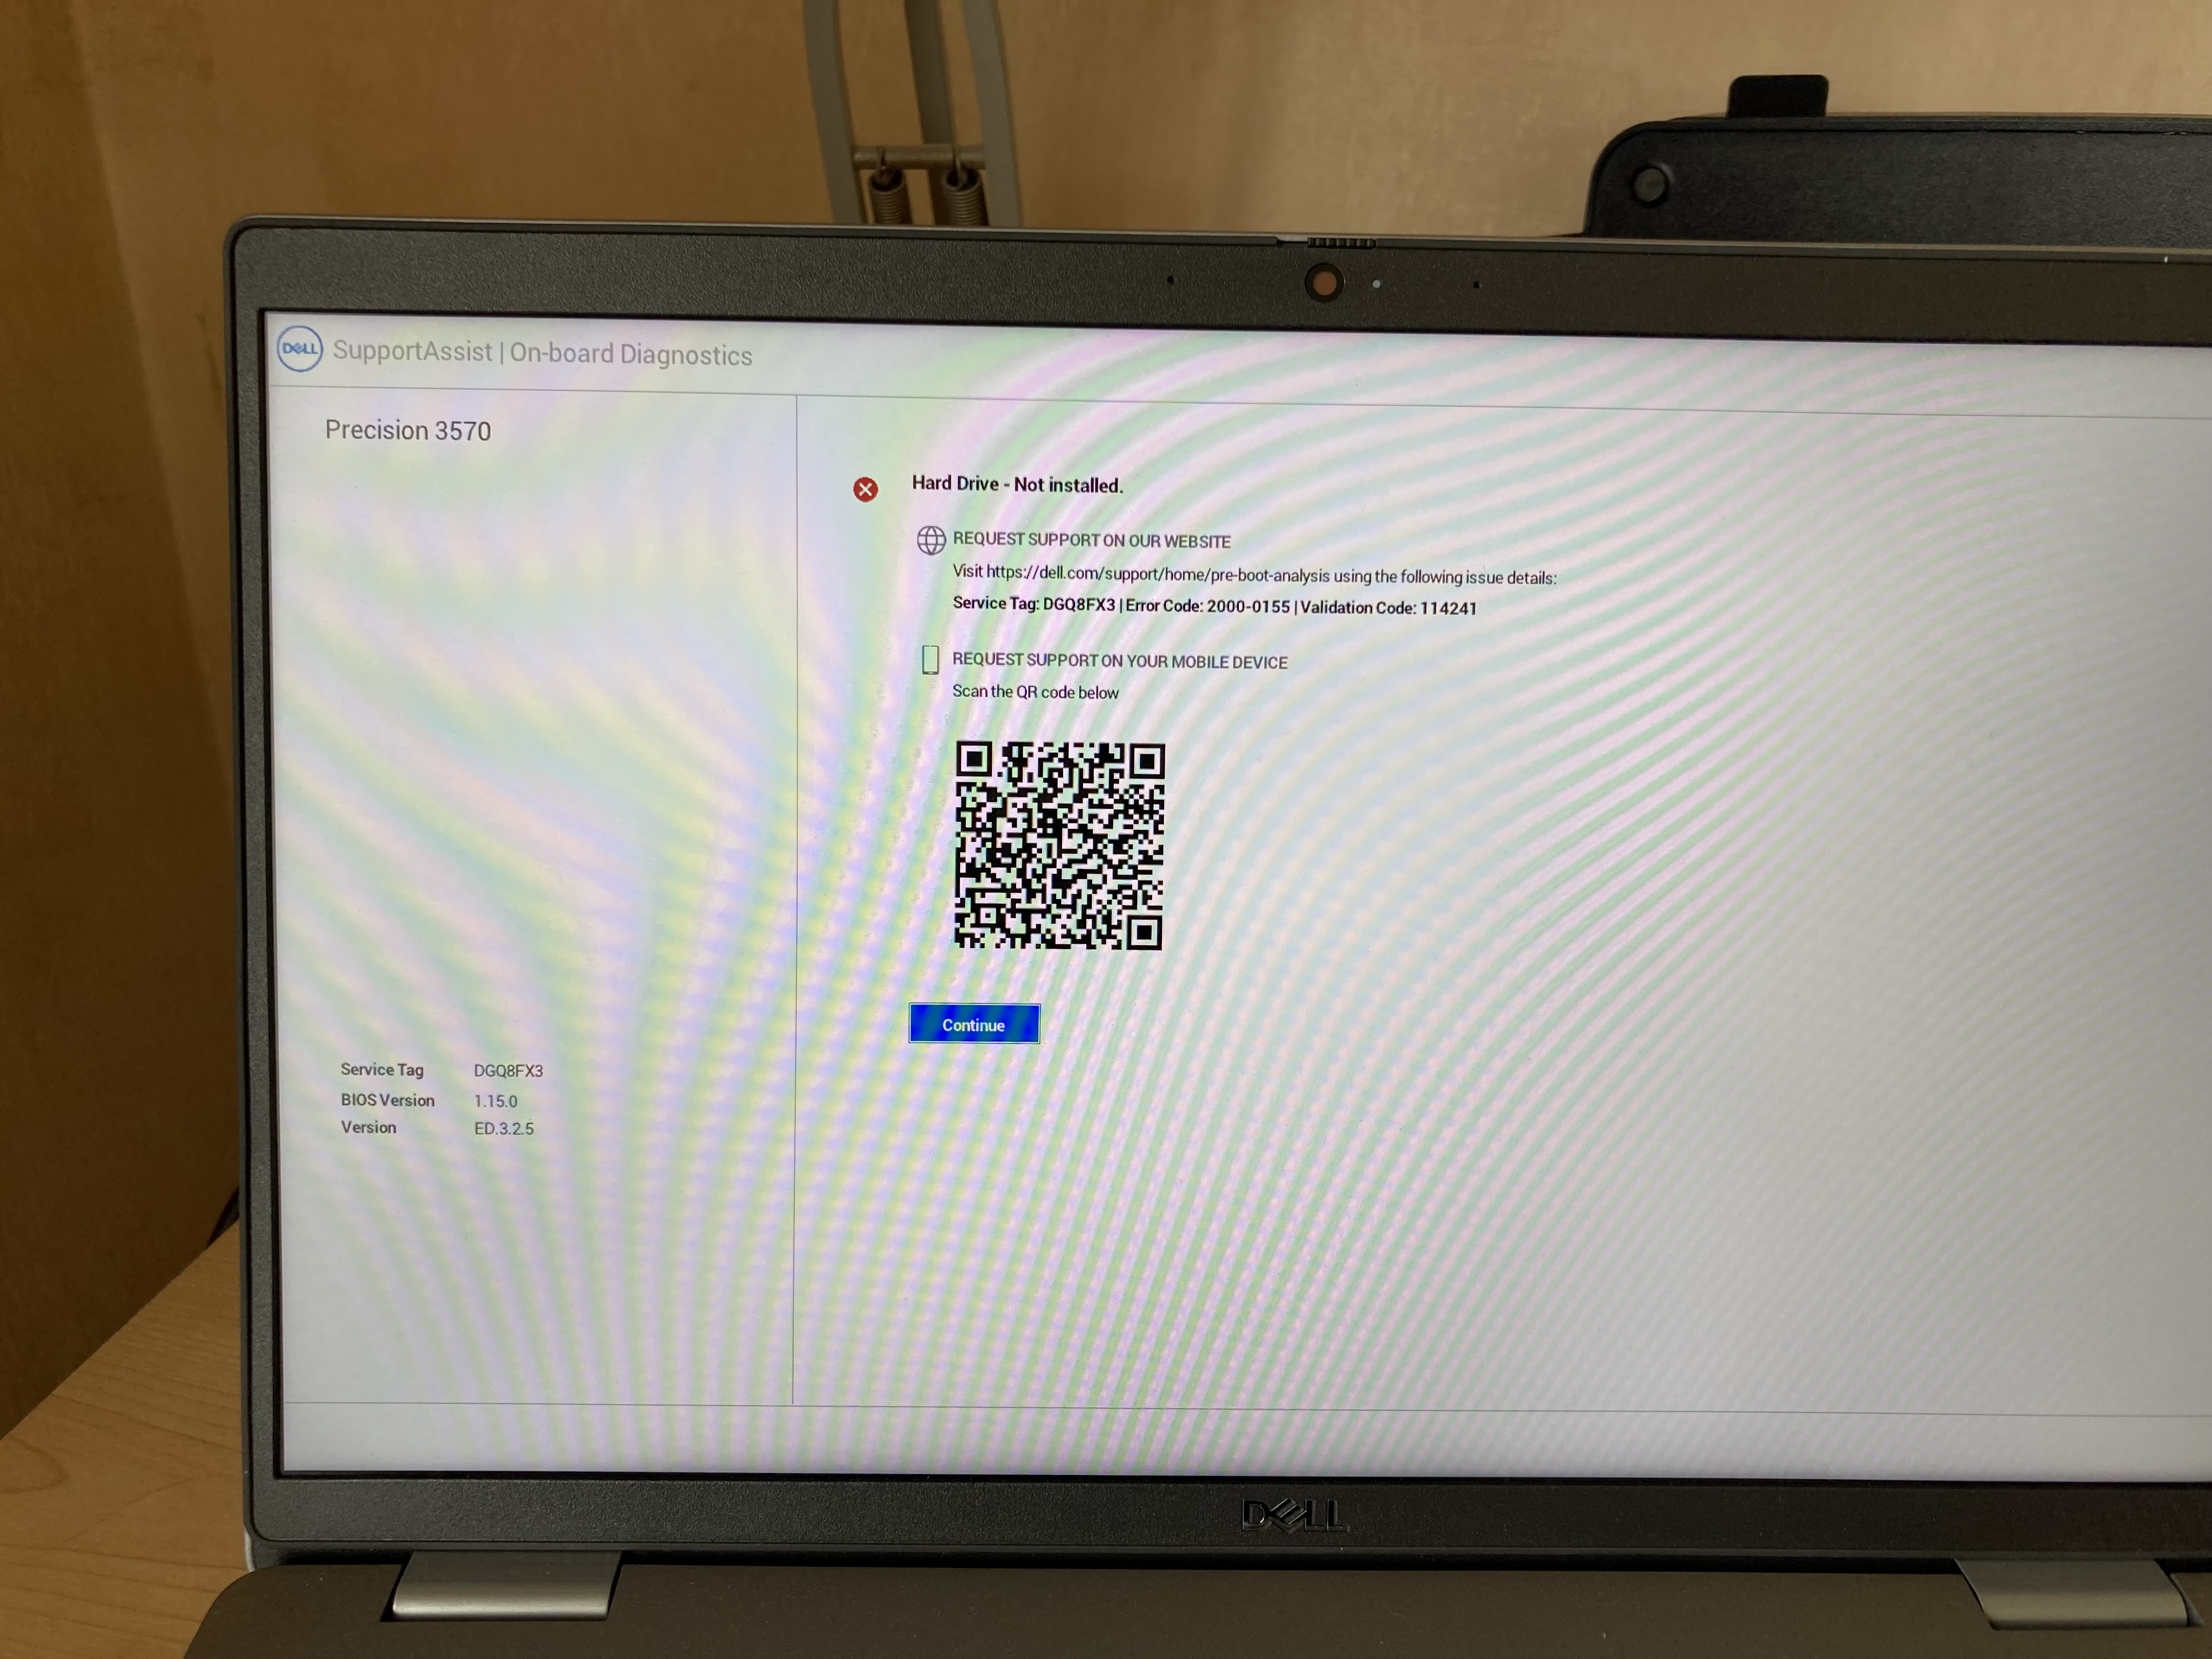 DELL SupportAssist | On-board Diagnostics
Precision 3570
Hard Drive - Not installed.
REQUEST SUPPORT ON OUR WEBSITE
Visit https://dell.com/support/home/pre-boot-analysis using the following issue details:
Service Tag: DGQ8FX3 | Error Code: 2000-0155 | Validation Code: 114241
REQUEST SUPPORT ON YOUR MOBILE DEVICE
Scan the QR code below
Continue
Service Tag DGQ8FX3
BIOS Version 1.15.0
Version ED.3.2.5
DELL